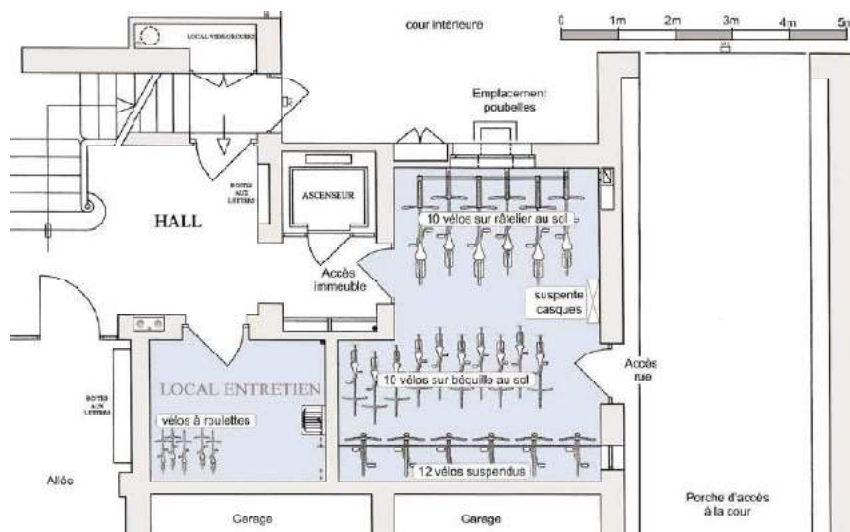 cour intérieure
0 1m 2m 3m 4m 5m
LOCAL VIDE ORDURES
Emplacement
poubelles
BOITES
AUX
LETTRES
ASCENSEUR
HALL
10 vélos sur râtelier au sol
Accès
immeuble
suspente
casques
Accès
rue
LOCAL ENTRETIEN
10 vélos sur béquille au sol
BOITES
AUX
LETTRES
vélos à roulettes
12 vélos suspendus
Allée
Porche d'accès
à la cour
Garage
Garage